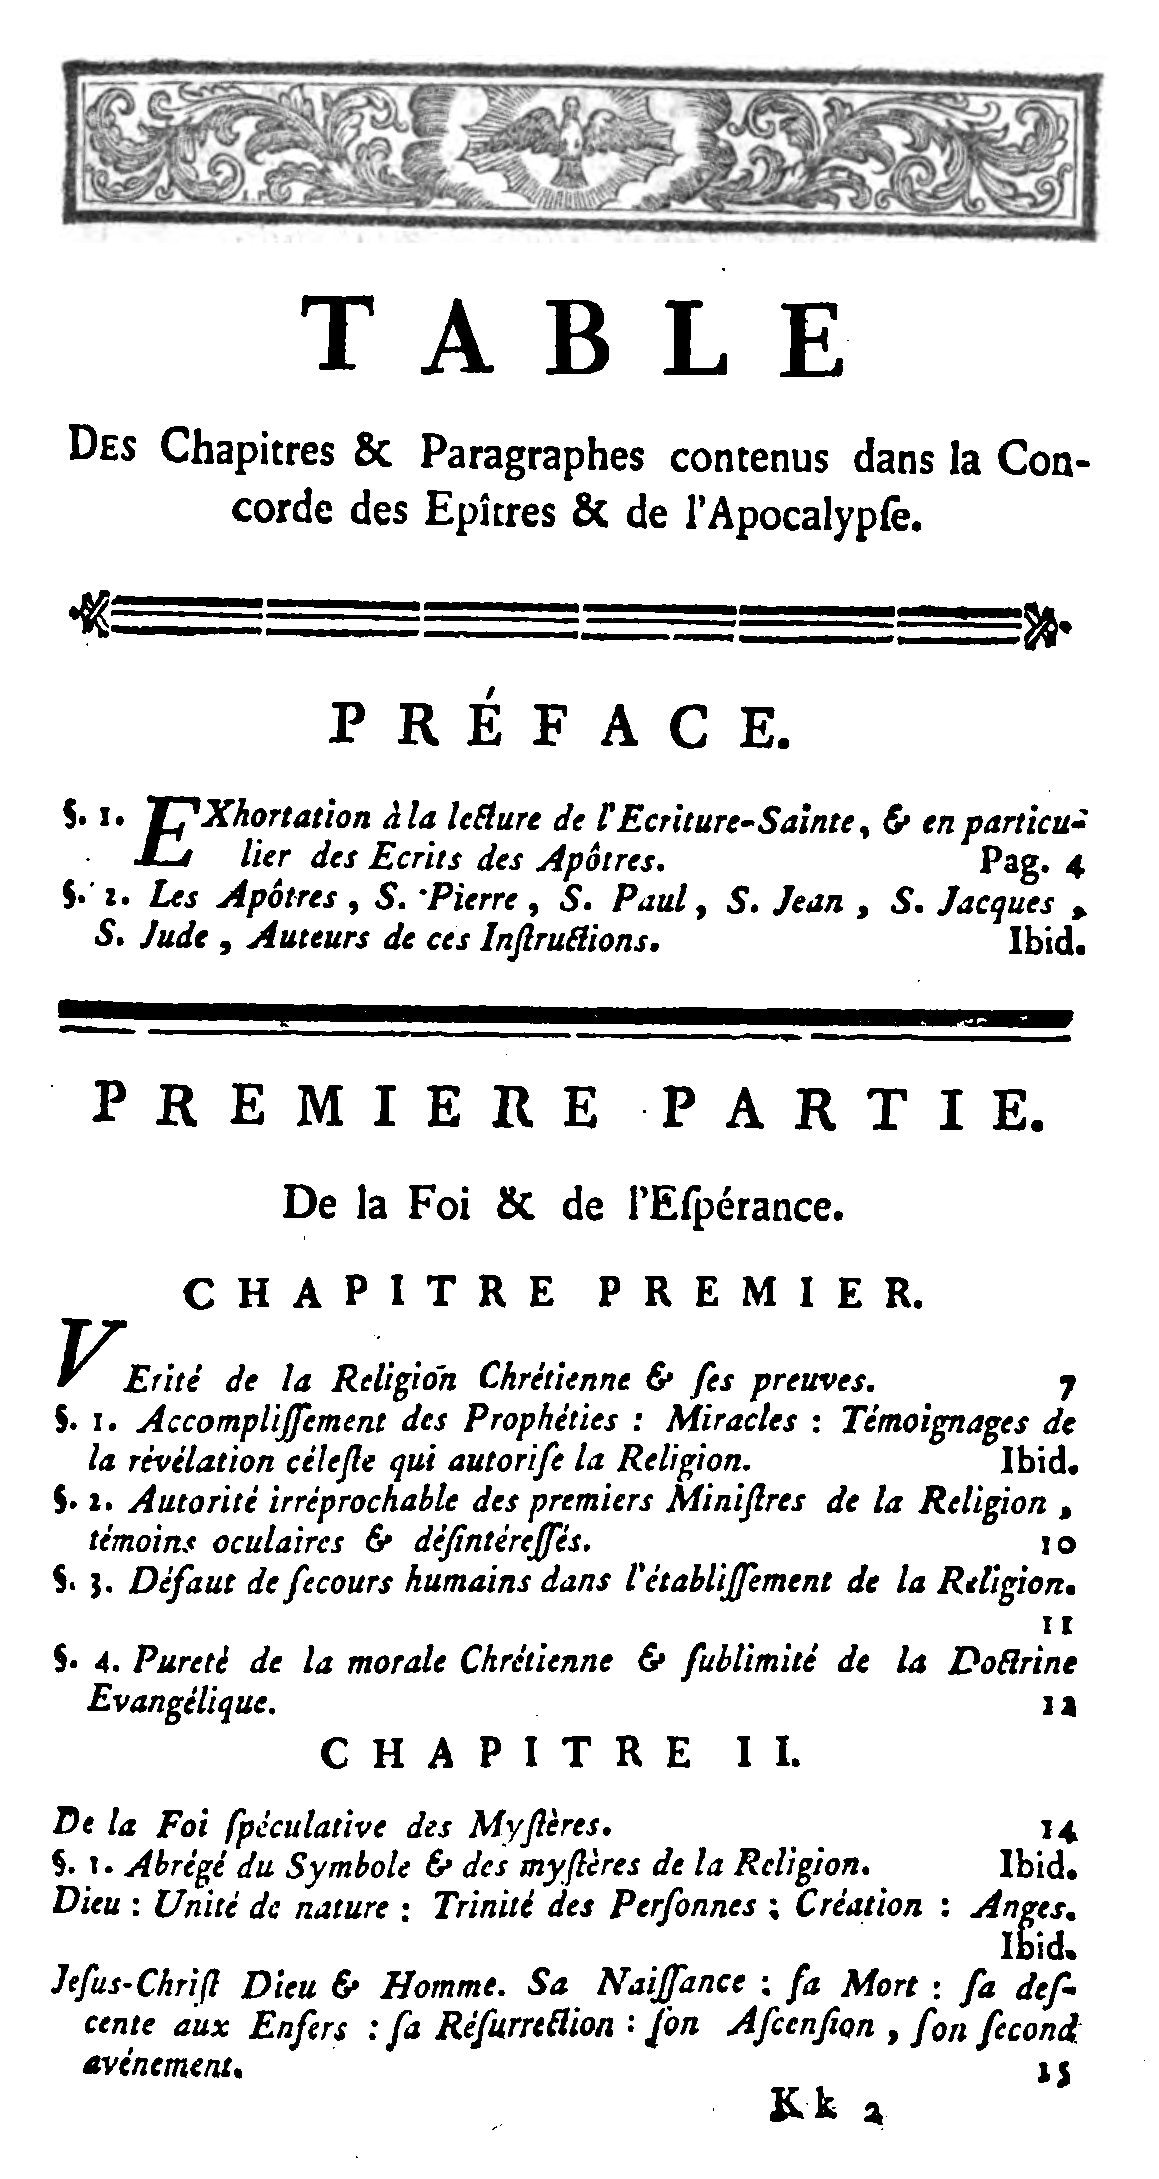 TABLE
DES Chapitres & Paragraphes contenus dans la Con-
corde des Epîtres & de l'Apocalypſe.
PRÉFACE.
§. 1. EXhortation à la lecture de l'Ecriture-Sainte, & en particu-
lier des Ecrits des Apôtres. Pag. 4
§. 2. Les Apôtres, S. Pierre, S. Paul, S. Jean, S. Jacques,
S. Jude, Auteurs de ces Inſtructions. Ibid.
PREMIERE PARTIE.
De la Foi & de l'Eſpérance.
CHAPITRE PREMIER.
VErité de la Religion Chrétienne & ſes preuves. 7
§. 1. Accompliſſement des Prophéties : Miracles : Témoignages de
la révélation céleſte qui autoriſe la Religion. Ibid.
§. 2. Autorité irréprochable des premiers Miniſtres de la Religion,
témoins oculaires & déſintéreſſés. 10
§. 3. Défaut de ſecours humains dans l'établiſſement de la Religion.
11
§. 4. Pureté de la morale Chrétienne & ſublimité de la Doctrine
Evangélique. 12
CHAPITRE II.
De la Foi ſpéculative des Myſtères. 14
§. 1. Abrégé du Symbole & des myſtères de la Religion. Ibid.
Dieu : Unité de nature : Trinité des Perſonnes ; Création : Anges.
Ibid.
Jeſus-Chriſt Dieu & Homme. Sa Naiſſance : ſa Mort : ſa deſ-
cente aux Enfers : ſa Réſurrection : ſon Aſcenſion, ſon ſecond
avénement. 15
Kk 2